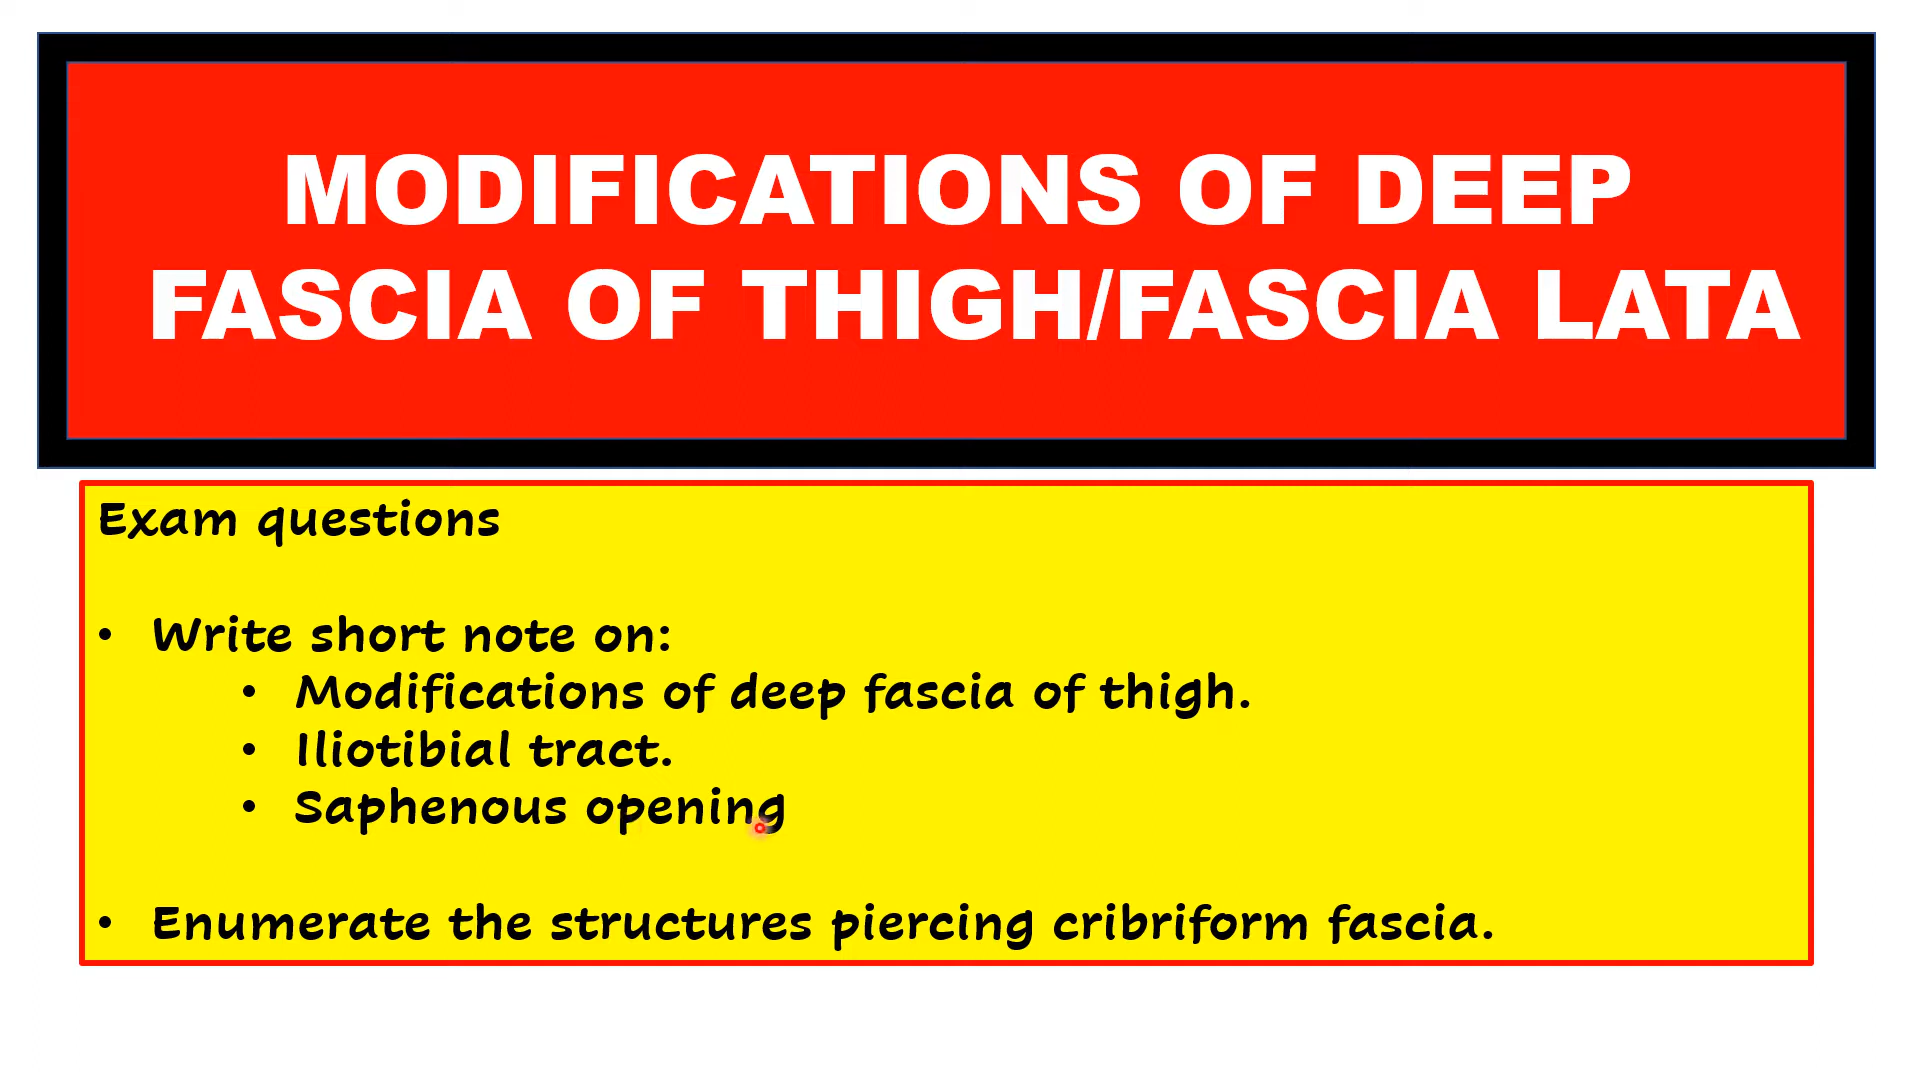 MODIFICATIONS OF DEEP
FASCIA OF THIGH/FASCIA LATA
Exam questions
• Write short note on:
• Modifications of deep fascia of thigh.
• Iliotibial tract.
• Saphenous opening
• Enumerate the structures piercing cribriform fascia.